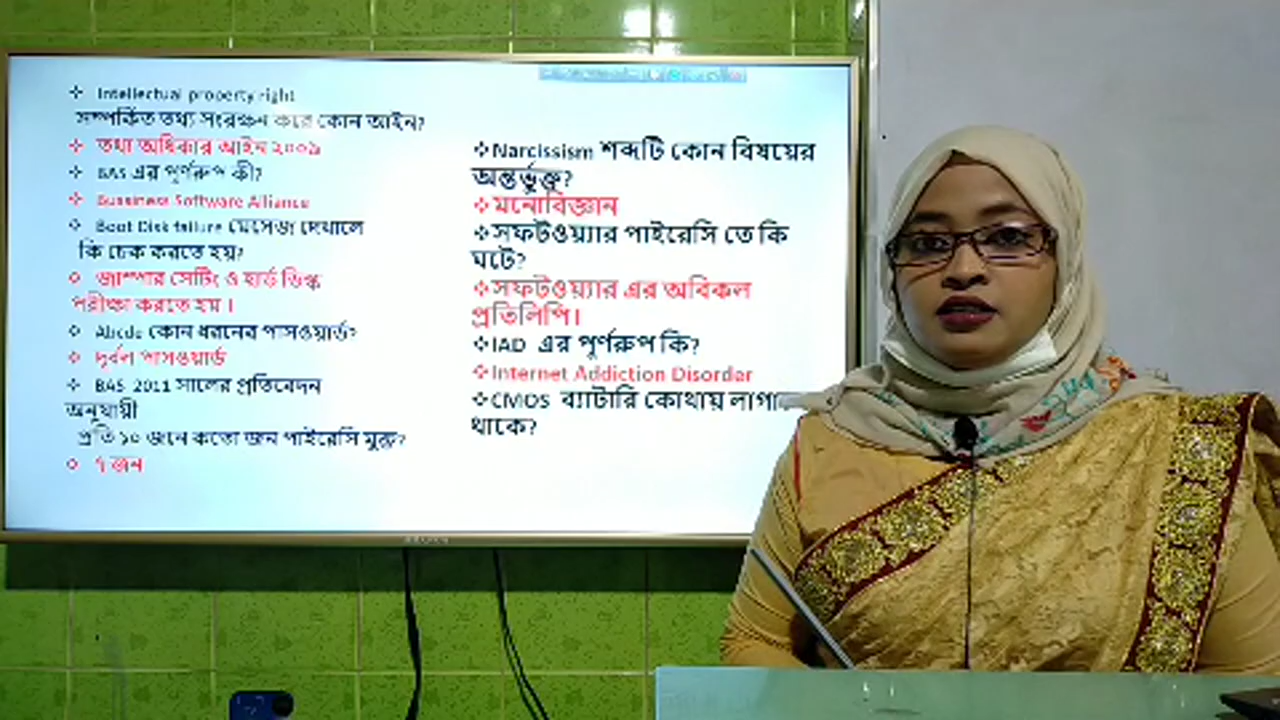 Intellectual property right
সম্পর্কিত তথ্য সংরক্ষন করে কোন আইন?
তথ্য অধিকার আইন ২০০৯
BAS এর পূর্ণরুপ কী?
Bussiness Software Alliance
Boot Disk failure মেসেজ দেখালে
কি চেক করতে হয়?
জাম্পার সেটিং ও হার্ড ডিস্ক
পরীক্ষা করতে হয় ।
Abcde কোন ধরনের পাসওয়ার্ড?
দূর্বল পাসওয়ার্ড
BAS 2011 সালের প্রতিবেদন
অনুযায়ী
প্রতি ১০ জনে কতো জন পাইরেসি মুক্ত?
৭ জন
Narcissism শব্দটি কোন বিষয়ের
অন্তর্ভুক্ত?
মনোবিজ্ঞান
সফটওয়্যার পাইরেসি তে কি
ঘটে?
সফটওয়্যার এর অবিকল
প্রতিলিপি।
IAD এর পূর্ণরুপ কি?
Internet Addiction Disorder
CMOS ব্যাটারি কোথায়
থাকে?